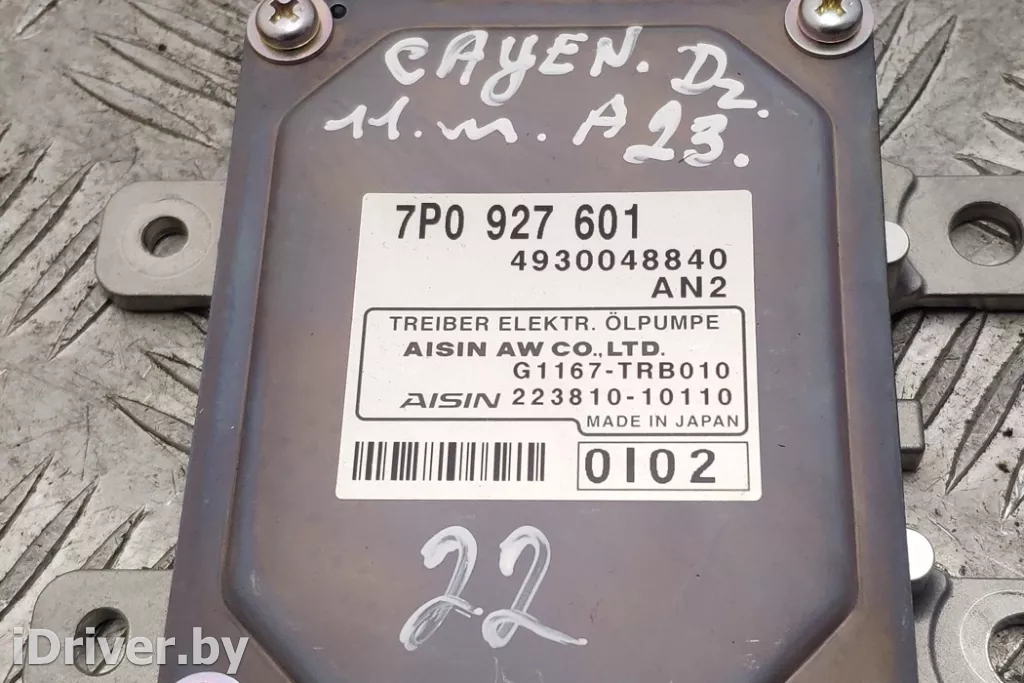 CAYEN. D2.
11. m. A 23.
7P0 927 601
4930048840
AN2
TREIBER ELEKTR. ÖLPUMPE
AISIN AW CO.,LTD.
G1167-TRB010
AISIN 223810-10110
MADE IN JAPAN
0I02
22
iDriver.by